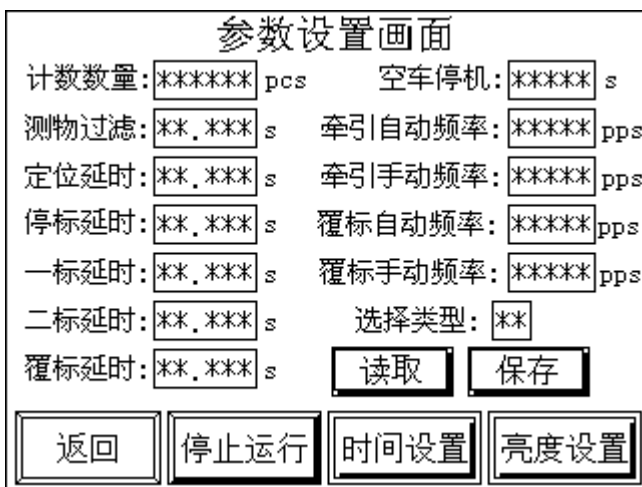 参数设置画面
计数数量:****** pcs 空车停机:***** s
测物过滤:**.*** s 牵引自动频率:***** pps
定位延时:**.*** s 牵引手动频率:***** pps
停标延时:**.*** s 覆标自动频率:***** pps
一标延时:**.*** s 覆标手动频率:***** pps
二标延时:**.*** s 选择类型:**
覆标延时:**.*** s 读取 保存
返回 停止运行 时间设置 亮度设置